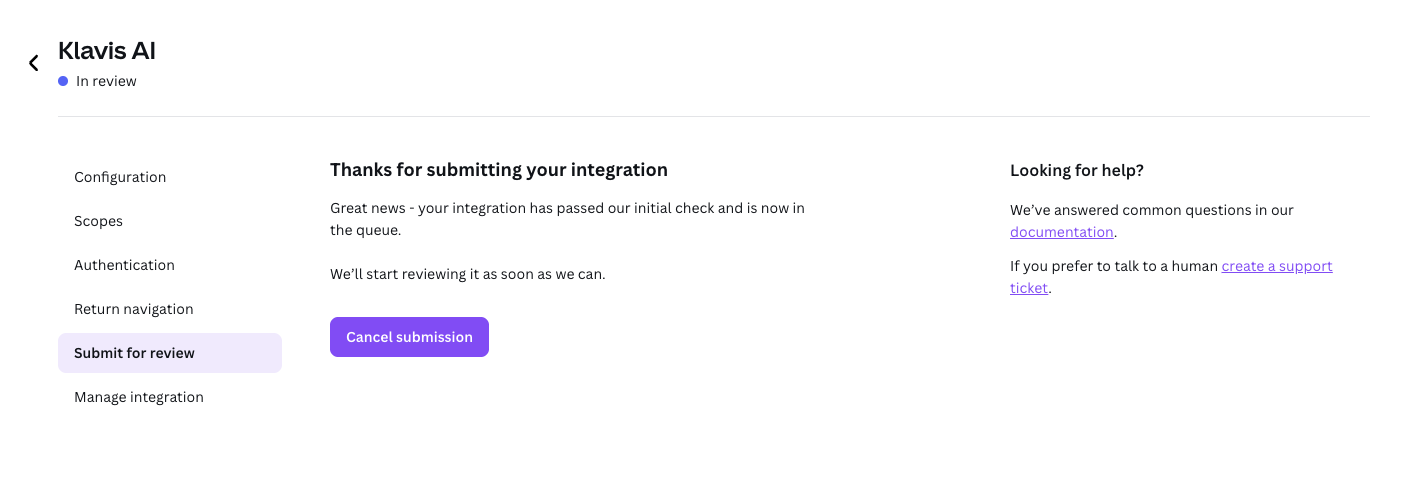 Klavis AI
In review
Configuration
Scopes
Authentication
Return navigation
Submit for review
Manage integration
Thanks for submitting your integration
Great news - your integration has passed our initial check and is now in
the queue.
We’ll start reviewing it as soon as we can.
Cancel submission
Looking for help?
We’ve answered common questions in our
documentation.
If you prefer to talk to a human create a support
ticket.